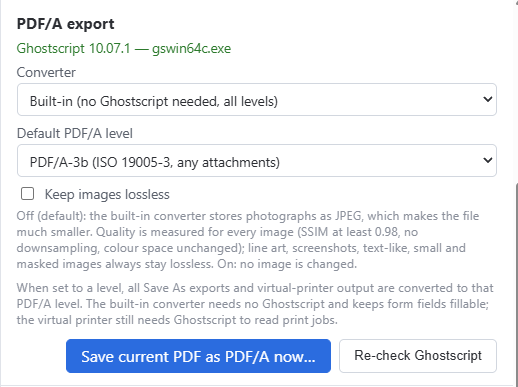 PDF/A export
Ghostscript 10.07.1 — gswin64c.exe
Converter
Built-in (no Ghostscript needed, all levels)
Default PDF/A level
PDF/A-3b (ISO 19005-3, any attachments)
Keep images lossless
Off (default): the built-in converter stores photographs as JPEG, which makes the file
much smaller. Quality is measured for every image (SSIM at least 0.98, no
downsampling, colour space unchanged); line art, screenshots, text-like, small and
masked images always stay lossless. On: no image is changed.
When set to a level, all Save As exports and virtual-printer output are converted to that
PDF/A level. The built-in converter needs no Ghostscript and keeps form fields fillable;
the virtual printer still needs Ghostscript to read print jobs.
Save current PDF as PDF/A now...
Re-check Ghostscript